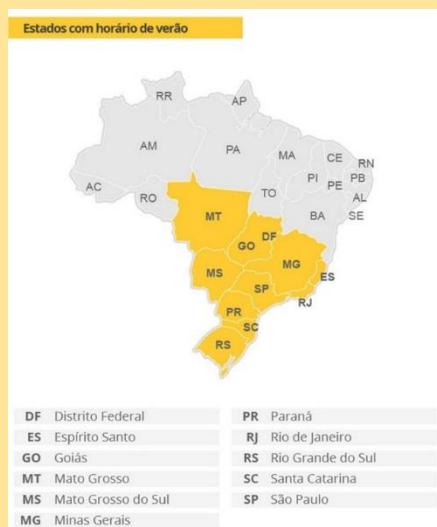 Estados com horário de verão
RR
AP
AM
PA
MA
CE
RN
PI
PB
PE
AC
AL
RO
TO
SE
BA
MT
DF
GO
MG
MS
ES
SP
RJ
PR
SC
RS
DF Distrito Federal
ES Espírito Santo
GO Goiás
MT Mato Grosso
MS Mato Grosso do Sul
MG Minas Gerais
PR Paraná
RJ Rio de Janeiro
RS Rio Grande do Sul
SC Santa Catarina
SP São Paulo